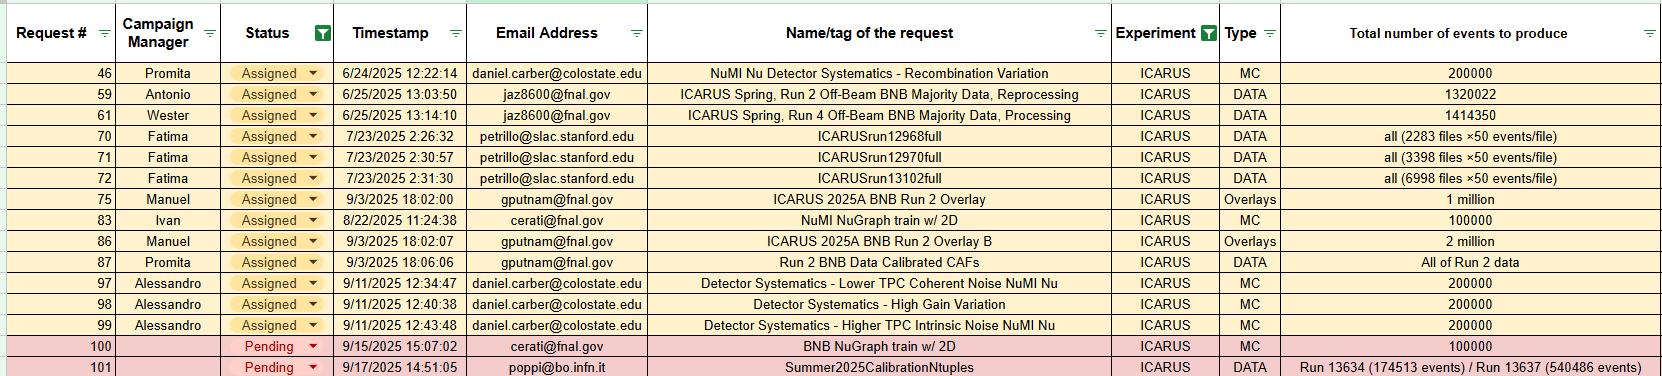 Request # Campaign Manager Status Timestamp Email Address Name/tag of the request Experiment Type Total number of events to produce
46 Promita Assigned 6/24/2025 12:22:14 daniel.carber@colostate.edu NuMI Nu Detector Systematics - Recombination Variation ICARUS MC 200000
59 Antonio Assigned 6/25/2025 13:03:50 jaz8600@fnal.gov ICARUS Spring, Run 2 Off-Beam BNB Majority Data, Reprocessing ICARUS DATA 1320022
61 Wester Assigned 6/25/2025 13:14:10 jaz8600@fnal.gov ICARUS Spring, Run 4 Off-Beam BNB Majority Data, Processing ICARUS DATA 1414350
70 Fatima Assigned 7/23/2025 2:26:32 petrillo@slac.stanford.edu ICARUSrun12968full ICARUS DATA all (2283 files ×50 events/file)
71 Fatima Assigned 7/23/2025 2:30:57 petrillo@slac.stanford.edu ICARUSrun12970full ICARUS DATA all (3398 files ×50 events/file)
72 Fatima Assigned 7/23/2025 2:31:30 petrillo@slac.stanford.edu ICARUSrun13102full ICARUS DATA all (6998 files ×50 events/file)
75 Manuel Assigned 9/3/2025 18:02:00 gputnam@fnal.gov ICARUS 2025A BNB Run 2 Overlay ICARUS Overlays 1 million
83 Ivan Assigned 8/22/2025 11:24:38 cerati@fnal.gov NuMI NuGraph train w/ 2D ICARUS MC 100000
86 Manuel Assigned 9/3/2025 18:02:07 gputnam@fnal.gov ICARUS 2025A BNB Run 2 Overlay B ICARUS Overlays 2 million
87 Promita Assigned 9/3/2025 18:06:06 gputnam@fnal.gov Run 2 BNB Data Calibrated CAFs ICARUS DATA All of Run 2 data
97 Alessandro Assigned 9/11/2025 12:34:47 daniel.carber@colostate.edu Detector Systematics - Lower TPC Coherent Noise NuMI Nu ICARUS MC 200000
98 Alessandro Assigned 9/11/2025 12:40:38 daniel.carber@colostate.edu Detector Systematics - High Gain Variation ICARUS MC 200000
99 Alessandro Assigned 9/11/2025 12:43:48 daniel.carber@colostate.edu Detector Systematics - Higher TPC Intrinsic Noise NuMI Nu ICARUS MC 200000
100 Pending 9/15/2025 15:07:02 cerati@fnal.gov BNB NuGraph train w/ 2D ICARUS MC 100000
101 Pending 9/17/2025 14:51:05 poppi@bo.infn.it Summer2025CalibrationNtuples ICARUS DATA Run 13634 (174513 events) / Run 13637 (540486 events)